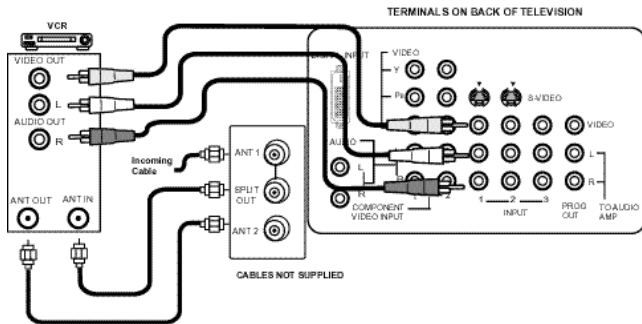 TERMINALS ON BACK OF TELEVISION
VCR
VIDEO OUT
L
AUDIO OUT
R
ANT OUT
ANT IN
Incoming
Cable
ANT 1
SPLIT
OUT
ANT 2
CABLES NOT SUPPLIED
INPUT
VIDEO
Y
PB
S-VIDEO
AUDIO
L
R
COMPONENT
VIDEO INPUT
1
2
VIDEO
L
R
1
2
3
INPUT
PROG
OUT
TO AUDIO
AMP